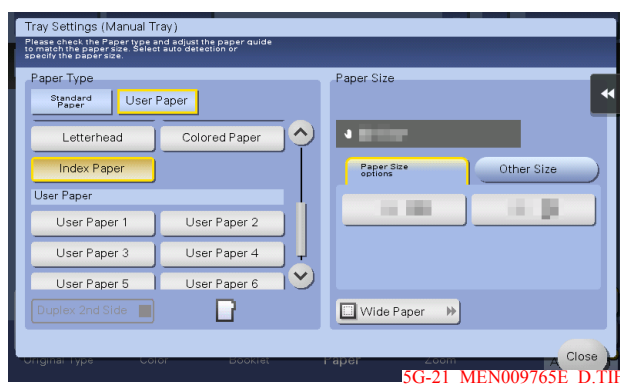 Tray Settings (Manual Tray)
Please check the Paper type and adjust the paper guide
to match the paper size. Select auto detection or
specify the paper size.
Paper Type
Paper Size
Standard
Paper
User Paper
Letterhead
Colored Paper
Index Paper
Paper Size
options
Other Size
User Paper
User Paper 1
User Paper 2
User Paper 3
User Paper 4
User Paper 5
User Paper 6
Duplex 2nd Side
Wide Paper
Close
Original Type
Color
Booklet
Paper
Zoom
5G-21 MEN009765E_D.TIF